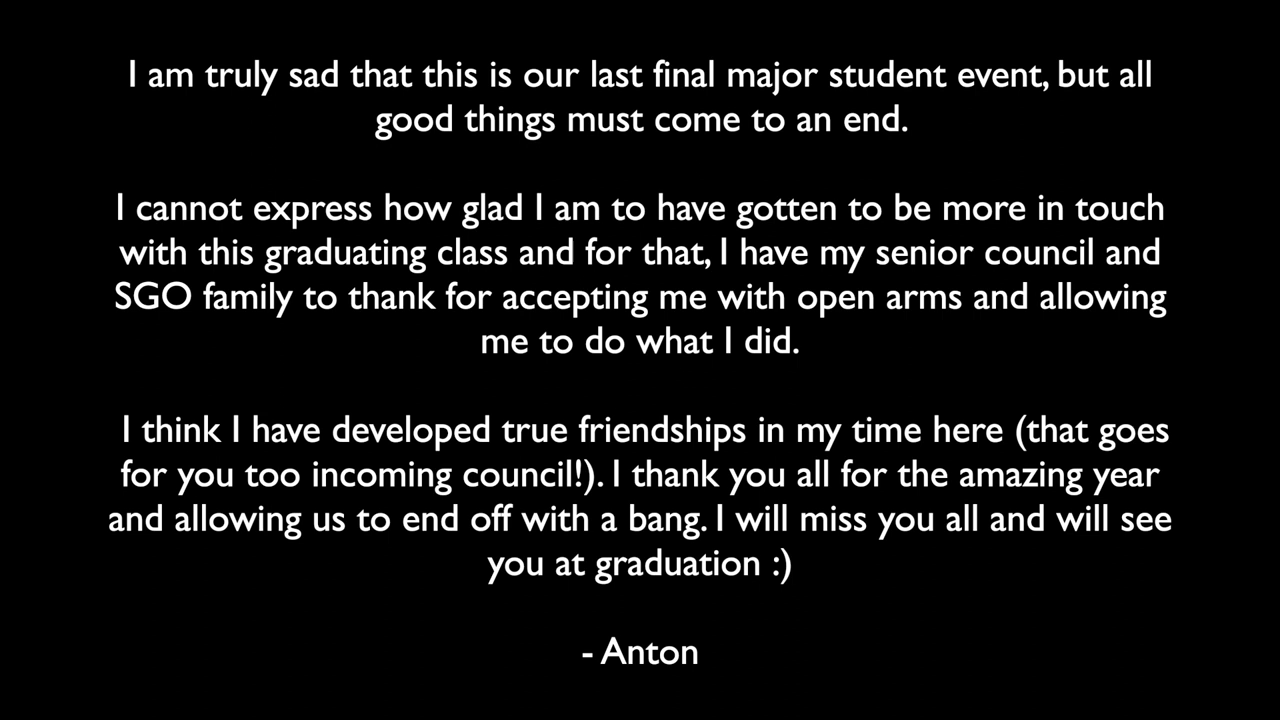 I am truly sad that this is our last final major student event, but all
good things must come to an end.
I cannot express how glad I am to have gotten to be more in touch
with this graduating class and for that, I have my senior council and
SGO family to thank for accepting me with open arms and allowing
me to do what I did.
I think I have developed true friendships in my time here (that goes
for you too incoming council!). I thank you all for the amazing year
and allowing us to end off with a bang. I will miss you all and will see
you at graduation :)
- Anton